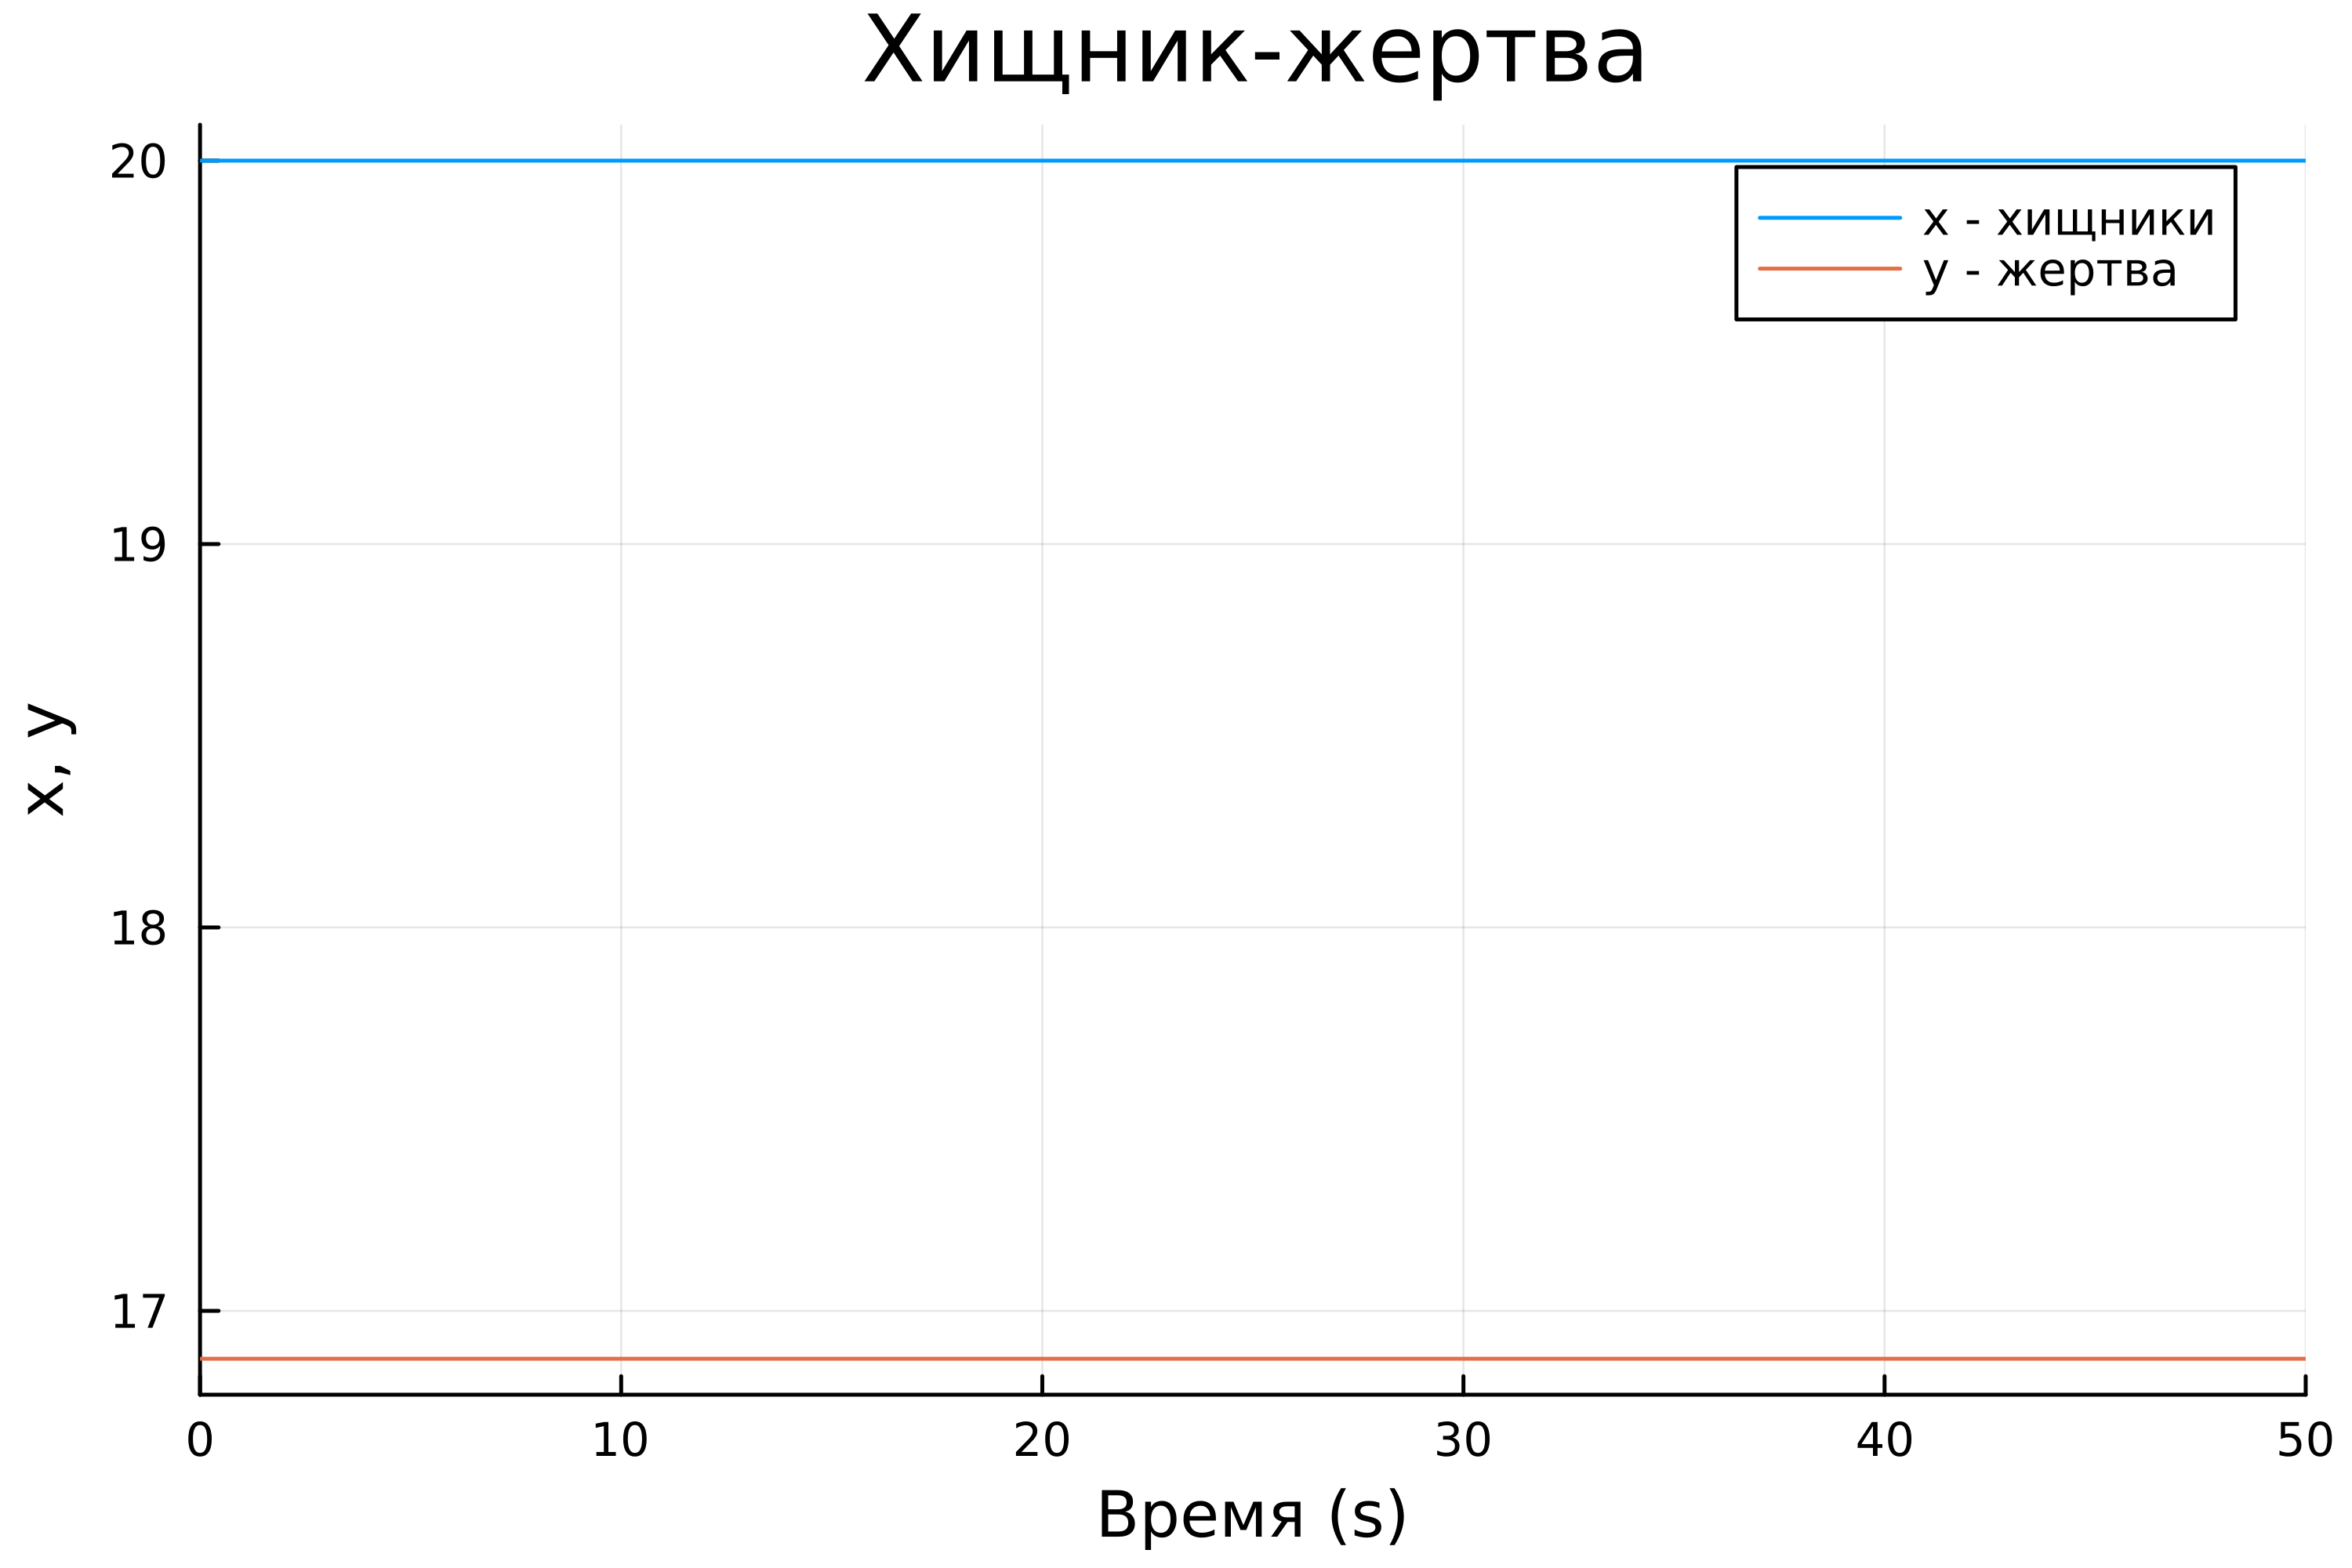 Хищник-жертва
20
х - хищники
у - жертва
19
x, y
18
17
0 10 20 30 40 50
Время (s)